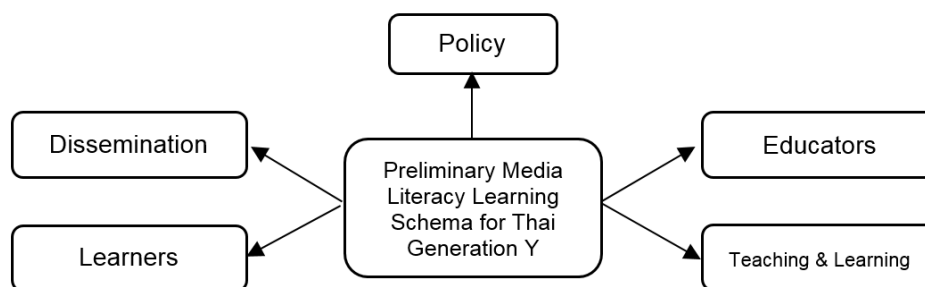 Policy
Dissemination
Preliminary Media
Literacy Learning
Schema for Thai
Generation Y
Educators
Learners
Teaching & Learning